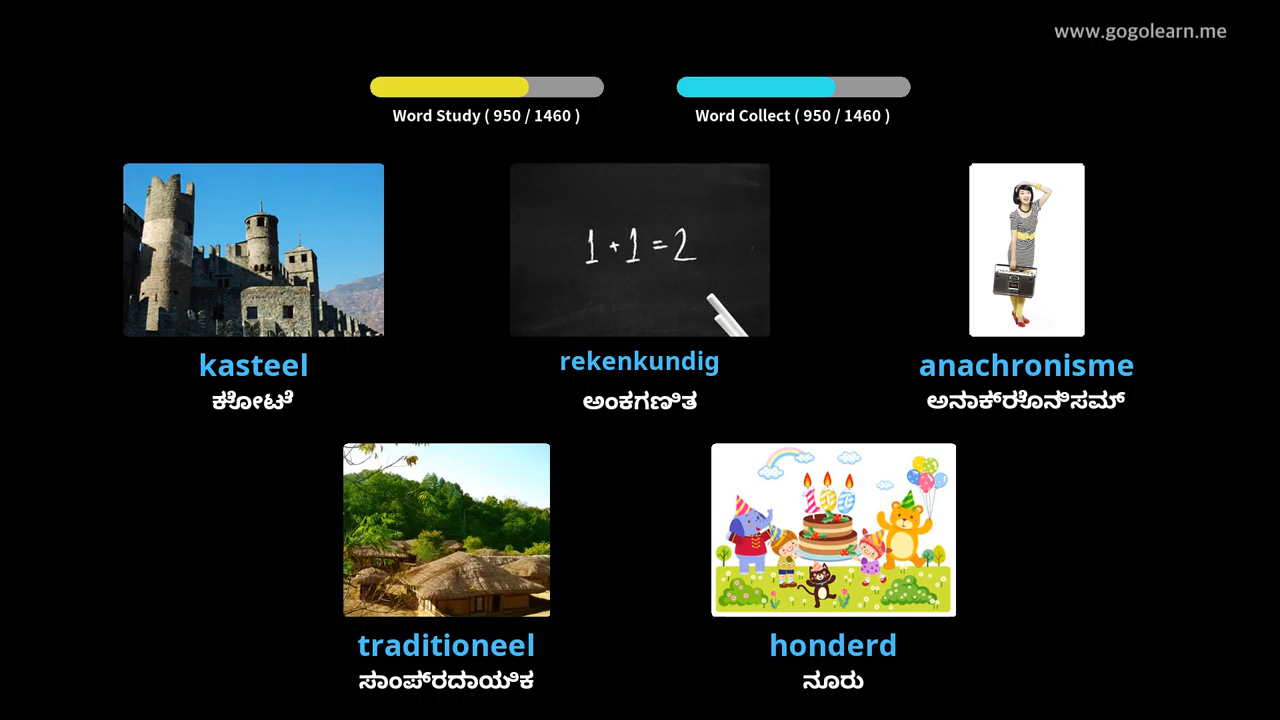 www.gogolearn.me
Word Study ( 950 / 1460 )
Word Collect ( 950 / 1460 )
1+1=2
kasteel
ಕೋಟೆ
rekenkundig
ಅಂಕಗಣಿತ
anachronisme
ಅನಾಕ್ರೊನಿಸಮ್
100
traditioneel
ಸಾಂಪ್ರದಾಯಿಕ
honderd
ನೂರು